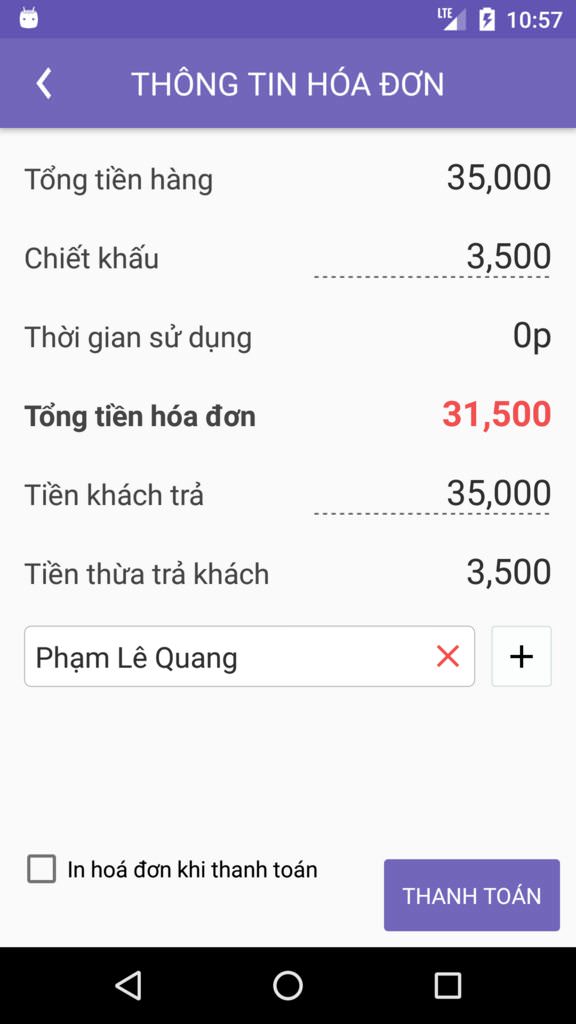 LTE 10:57
THÔNG TIN HÓA ĐƠN
Tổng tiền hàng 35,000
Chiết khấu 3,500
Thời gian sử dụng 0p
Tổng tiền hóa đơn 31,500
Tiền khách trả 35,000
Tiền thừa trả khách 3,500
Phạm Lê Quang
In hoá đơn khi thanh toán
THANH TOÁN